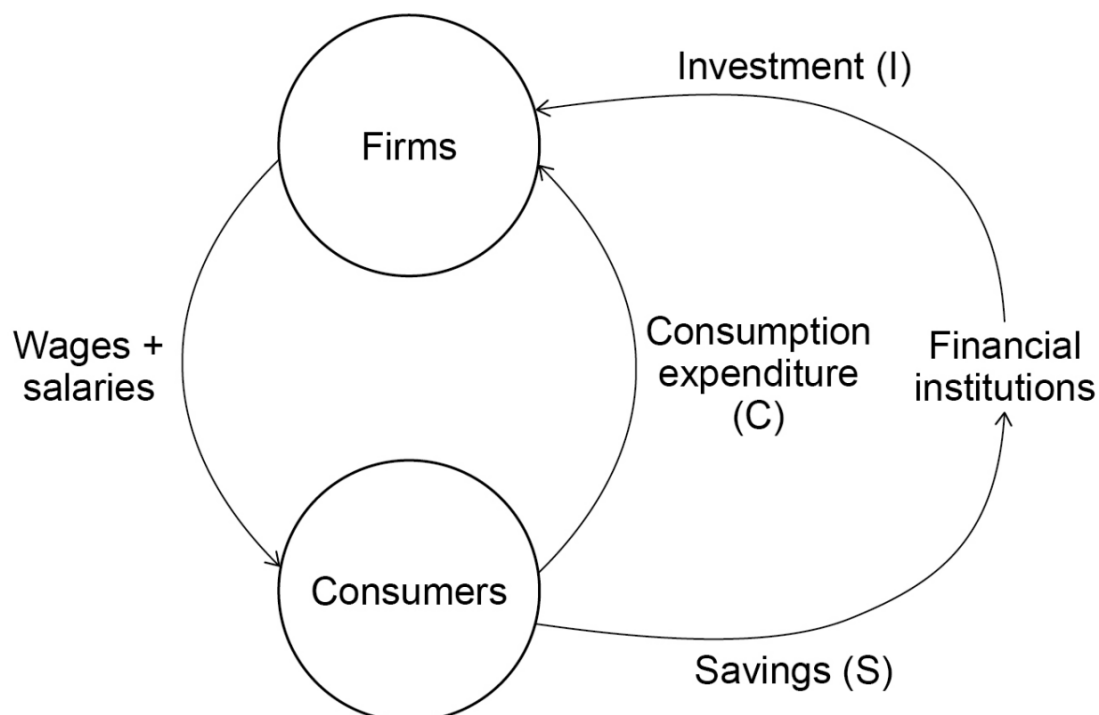 Investment (I)
Firms
Wages +
salaries
Consumption
expenditure
(C)
Financial
institutions
Consumers
Savings (S)